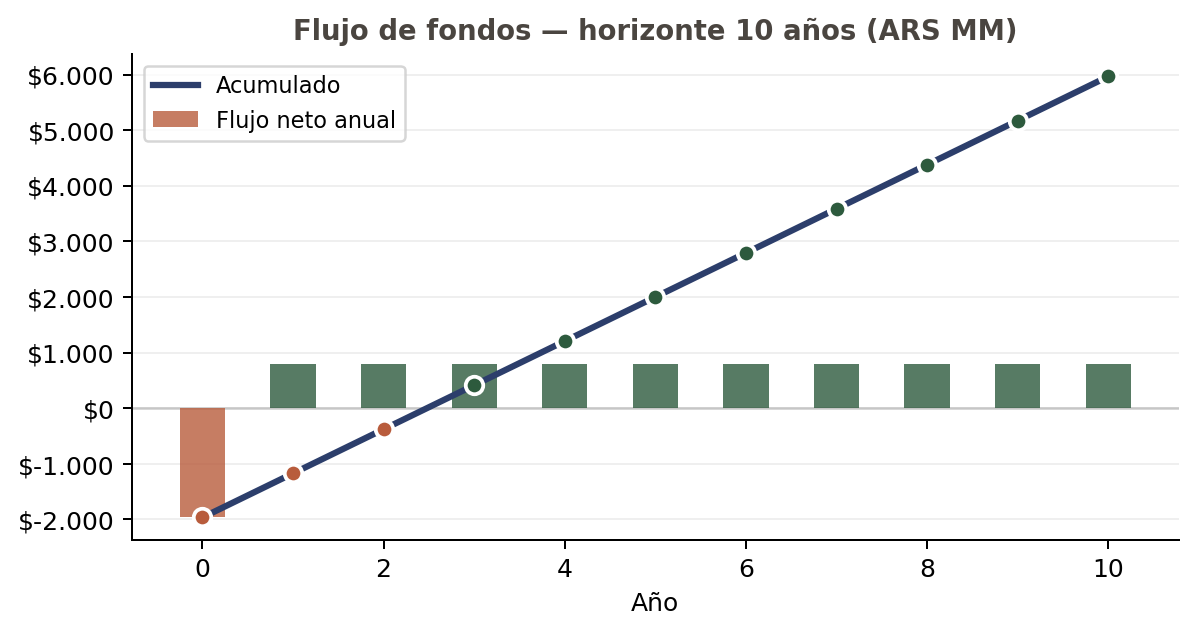 Flujo de fondos — horizonte 10 años (ARS MM)
Acumulado
Flujo neto anual
$6.000
$5.000
$4.000
$3.000
$2.000
$1.000
$0
$-1.000
$-2.000
0 2 4 6 8 10
Año